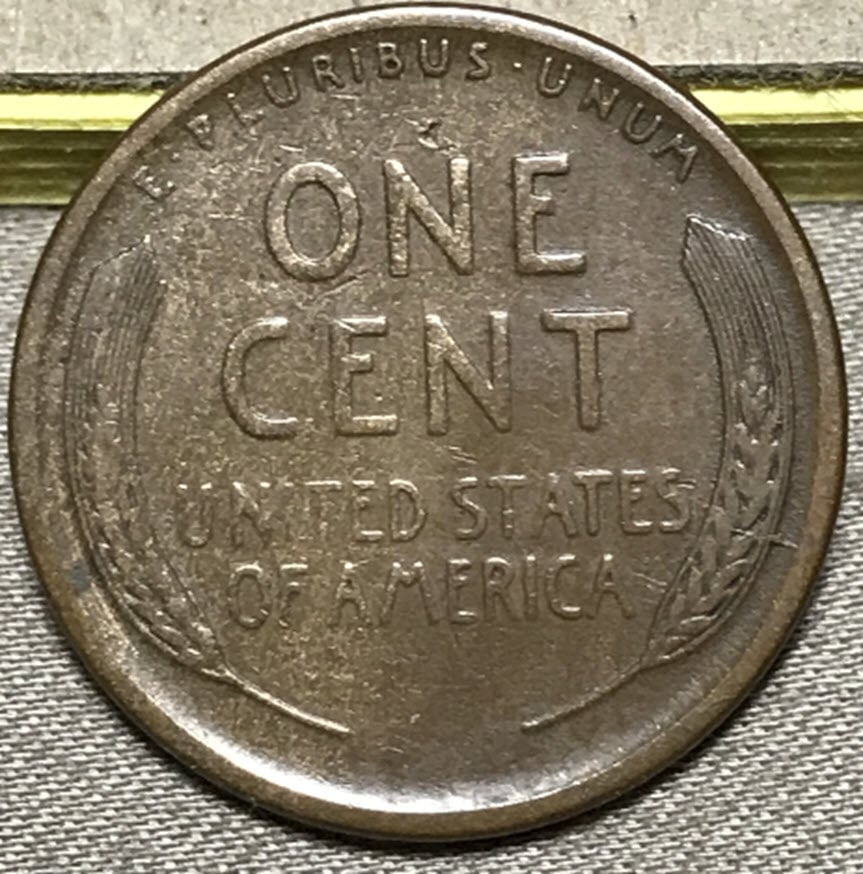 E · PLURIBUS · UNUM
ONE
CENT
UNITED STATES
OF AMERICA